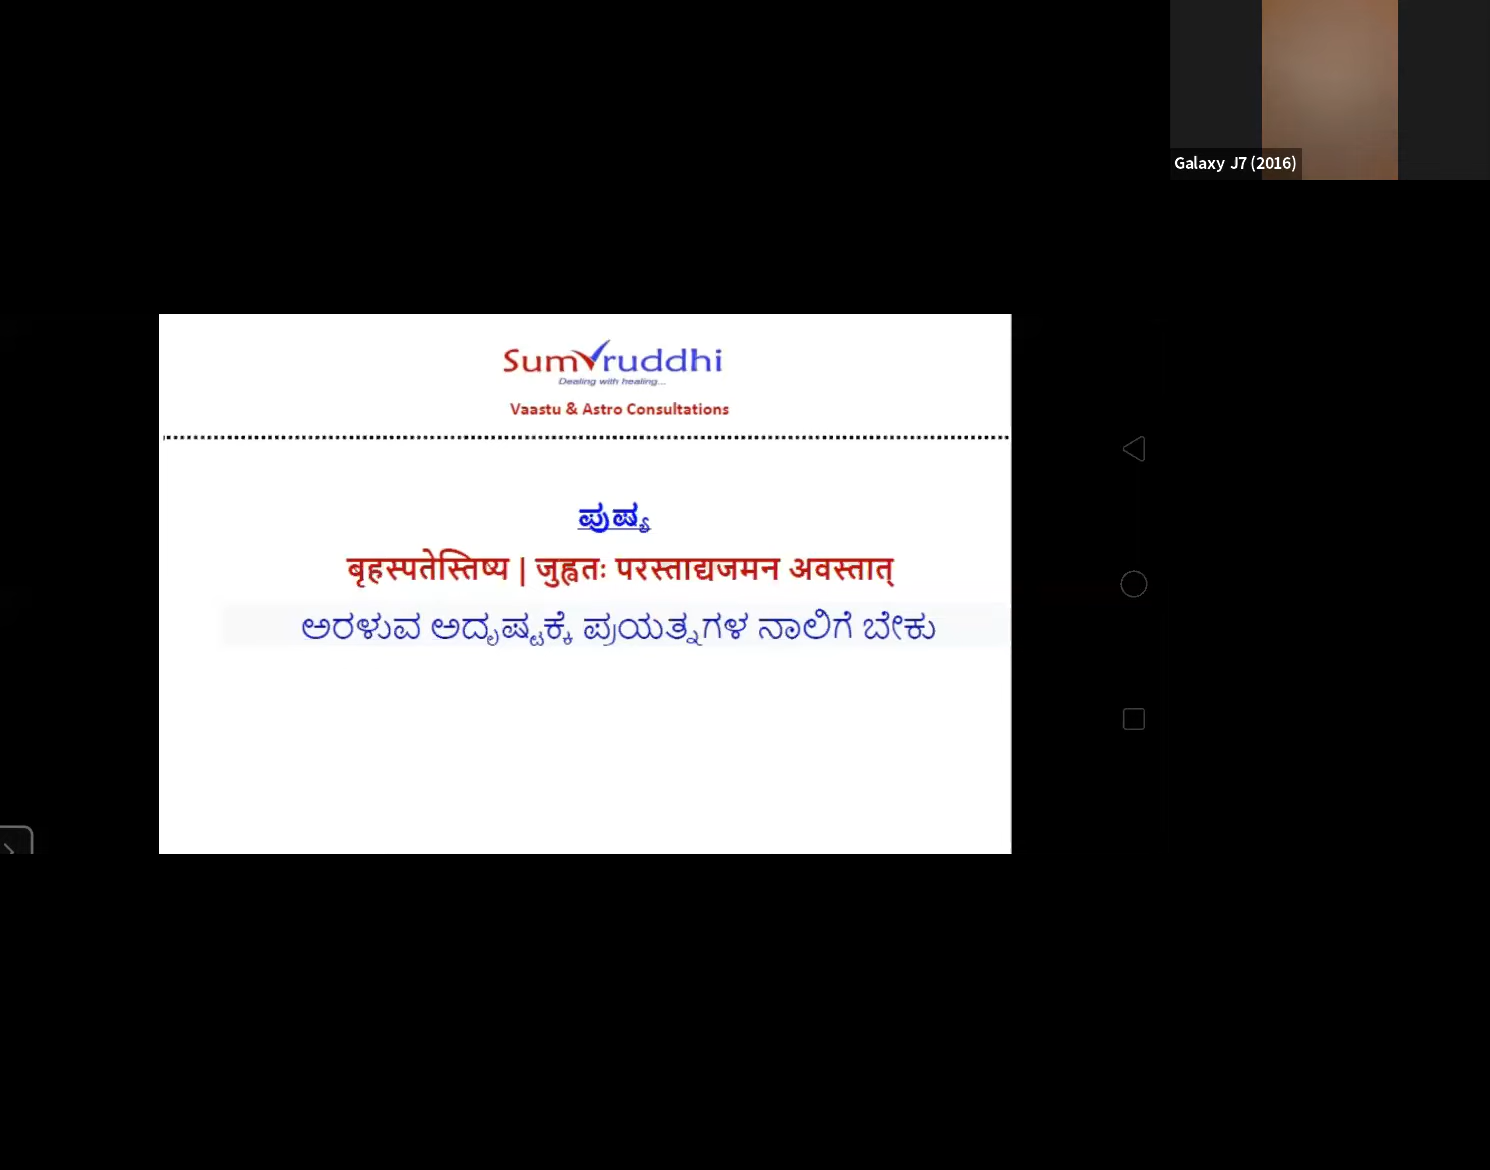 Galaxy J7 (2016)
Sumvruddhi
Dealing with healing...
Vaastu & Astro Consultations
ಪುಷ್ಯ
बृहस्पतेस्तिष्य | जुह्वतः परस्ताद्यजमन अवस्तात्
ಅರಳುವ ಅದೃಷ್ಟಕ್ಕೆ ಪ್ರಯತ್ನಗಳ ನಾಲಿಗೆ ಬೇಕು